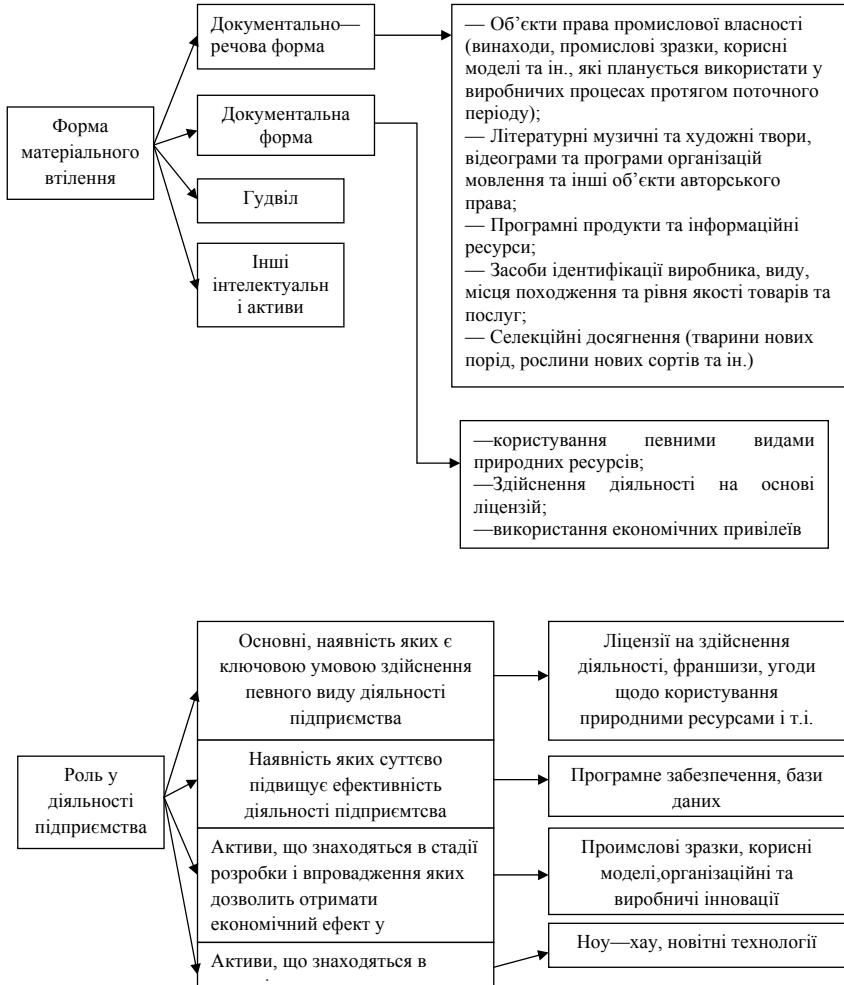 Форма
матеріального
втілення
Документально—
речова форма
Документальна
форма
Гудвіл
Інші
інтелектуальн
і активи
— Об’єкти права промислової власності
(винаходи, промислові зразки, корисні
моделі та ін., які планується використати у
виробничих процесах протягом поточного
періоду);
— Літературні музичні та художні твори,
відеограми та програми організацій
мовлення та інші об’єкти авторського
права;
— Програмні продукти та інформаційні
ресурси;
— Засоби ідентифікації виробника, виду,
місця походження та рівня якості товарів та
послуг;
— Селекційні досягнення (тварини нових
порід, рослини нових сортів та ін.)
—користування певними видами
природних ресурсів;
—Здійснення діяльності на основі
ліцензій;
—використання економічних привілеїв
Роль у
діяльності
підприємства
Основні, наявність яких є
ключовою умовою здійснення
певного виду діяльності
підприємства
Ліцензії на здійснення
діяльності, франшизи, угоди
щодо користування
природними ресурсами і т.і.
Наявність яких суттєво
підвищує ефективність
діяльності підприємтсва
Програмне забезпечення, бази
даних
Активи, що знаходяться в стадії
розробки і впровадження яких
дозволить отримати
економічний ефект у
Проимслові зразки, корисні
моделі,організаційні та
виробничі інновації
Активи, що знаходяться в
Ноу—хау, новітні технології